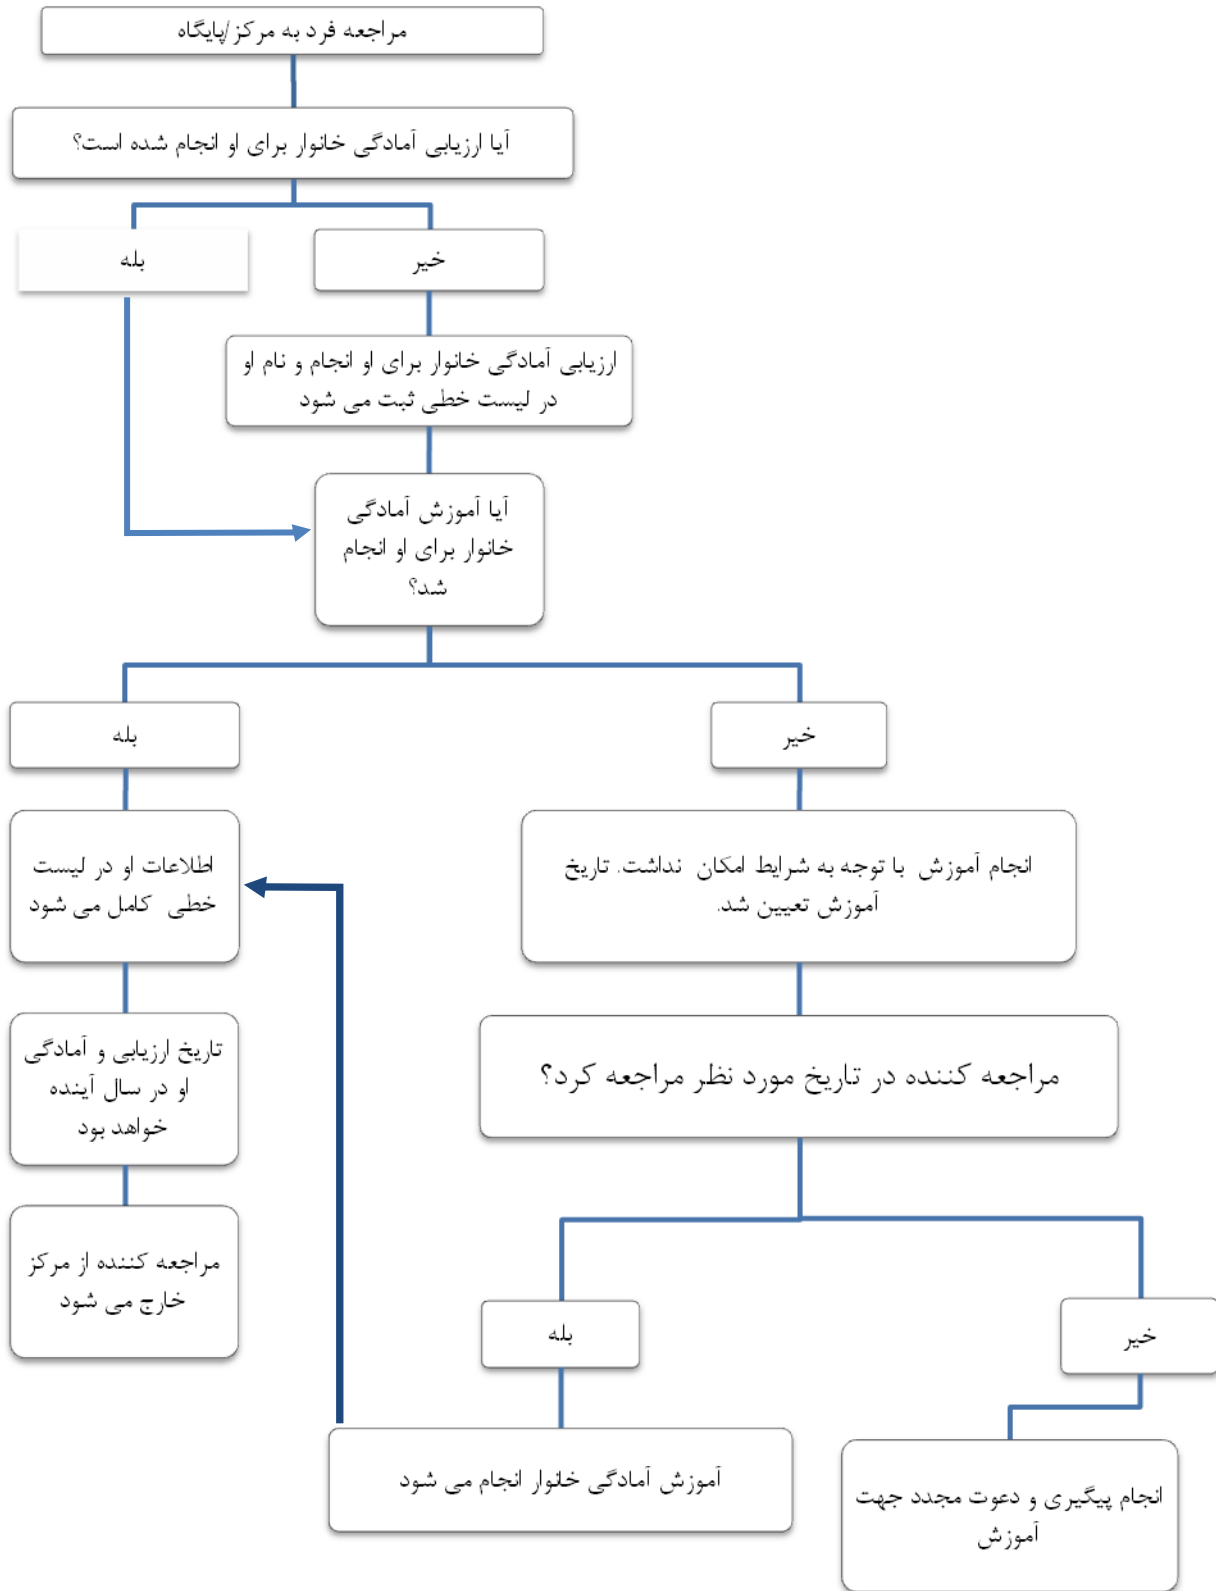 مراجعه فرد به مرکز/پایگاه
آیا ارزیابی آمادگی خانوار برای او انجام شده است؟
خیر
بله
ارزیابی آمادگی خانوار برای او انجام و نام او
در لیست خطی ثبت می شود
آیا آموزش آمادگی
خانوار برای او انجام
شد؟
خیر
بله
انجام آموزش با توجه به شرایط امکان نداشت. تاریخ
آموزش تعیین شد.
اطلاعات او در لیست
خطی کامل می شود
مراجعه کننده در تاریخ مورد نظر مراجعه کرد؟
تاریخ ارزیابی و آمادگی
او در سال آینده
خواهد بود
مراجعه کننده از مرکز
خارج می شود
خیر
بله
انجام پیگیری و دعوت مجدد جهت
آموزش
آموزش آمادگی خانوار انجام می شود